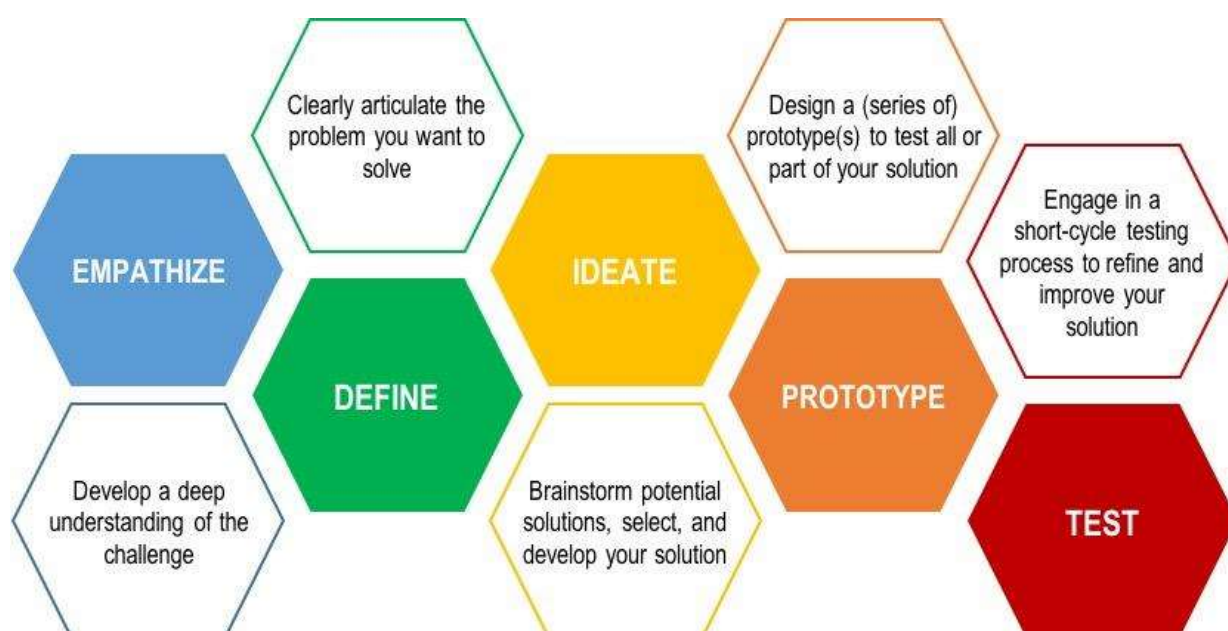 EMPATHIZE
Develop a deep
understanding of the
challenge
Clearly articulate the
problem you want to
solve
DEFINE
IDEATE
Brainstorm potential
solutions, select, and
develop your solution
Design a (series of)
prototype(s) to test all or
part of your solution
PROTOTYPE
Engage in a
short-cycle testing
process to refine and
improve your
solution
TEST